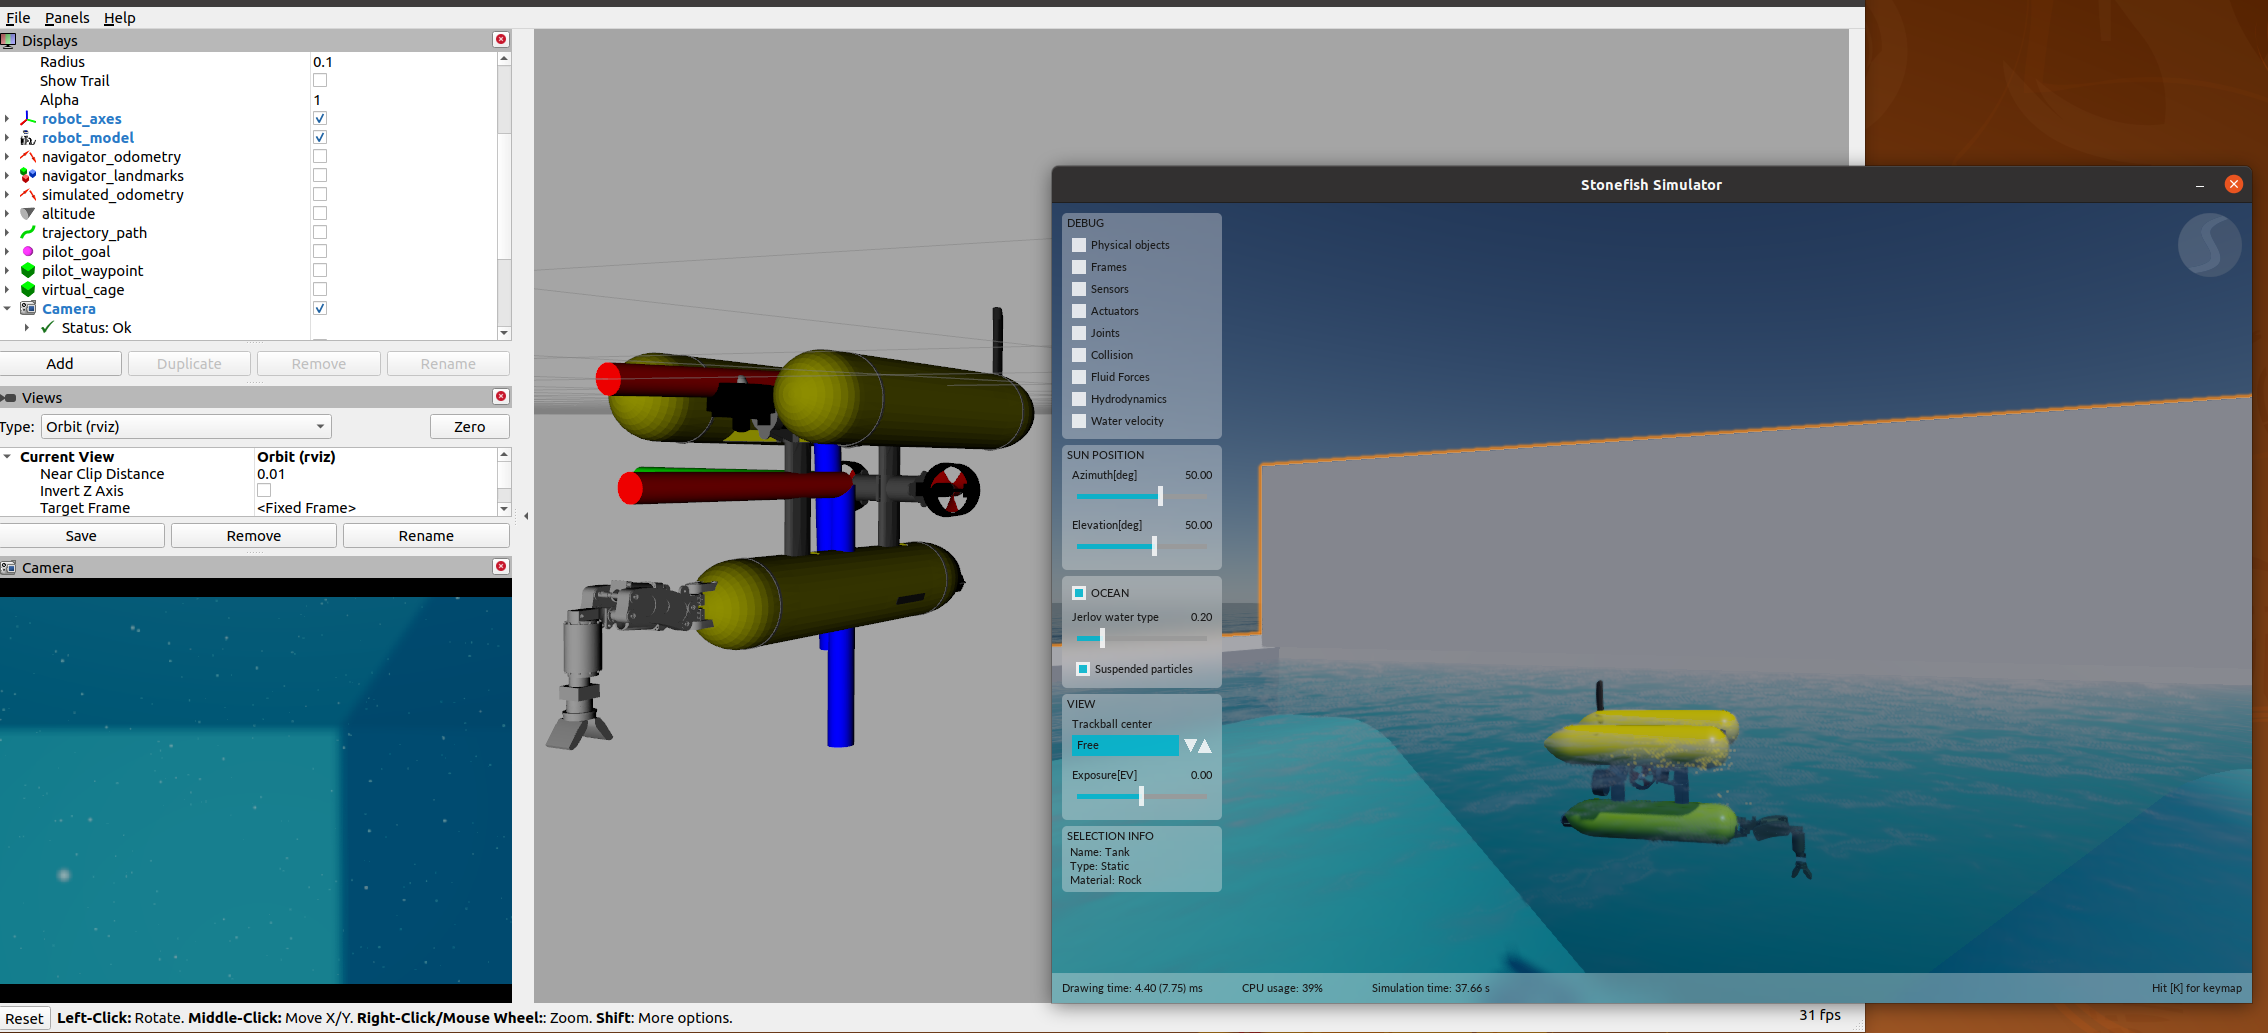 File Panels Help
Displays
Radius 0.1
Show Trail
Alpha 1
robot_axes
robot_model
navigator_odometry
navigator_landmarks
simulated_odometry
altitude
trajectory_path
pilot_goal
pilot_waypoint
virtual_cage
Camera
Status: Ok
Add Duplicate Remove Rename
Views
Type: Orbit (rviz) Zero
Current View Orbit (rviz)
Near Clip Distance 0.01
Invert Z Axis
Target Frame <Fixed Frame>
Save Remove Rename
Camera
Reset Left-Click: Rotate. Middle-Click: Move X/Y. Right-Click/Mouse Wheel:: Zoom. Shift: More options.
31 fps
Stonefish Simulator
DEBUG
Physical objects
Frames
Sensors
Actuators
Joints
Collision
Fluid Forces
Hydrodynamics
Water velocity
SUN POSITION
Azimuth[deg] 50.00
Elevation[deg] 50.00
OCEAN
Jerlov water type 0.20
Suspended particles
VIEW
Trackball center
Free
Exposure[EV] 0.00
SELECTION INFO
Name: Tank
Type: Static
Material: Rock
Drawing time: 4.40 (7.75) ms CPU usage: 39% Simulation time: 37.66 s Hit [K] for keymap